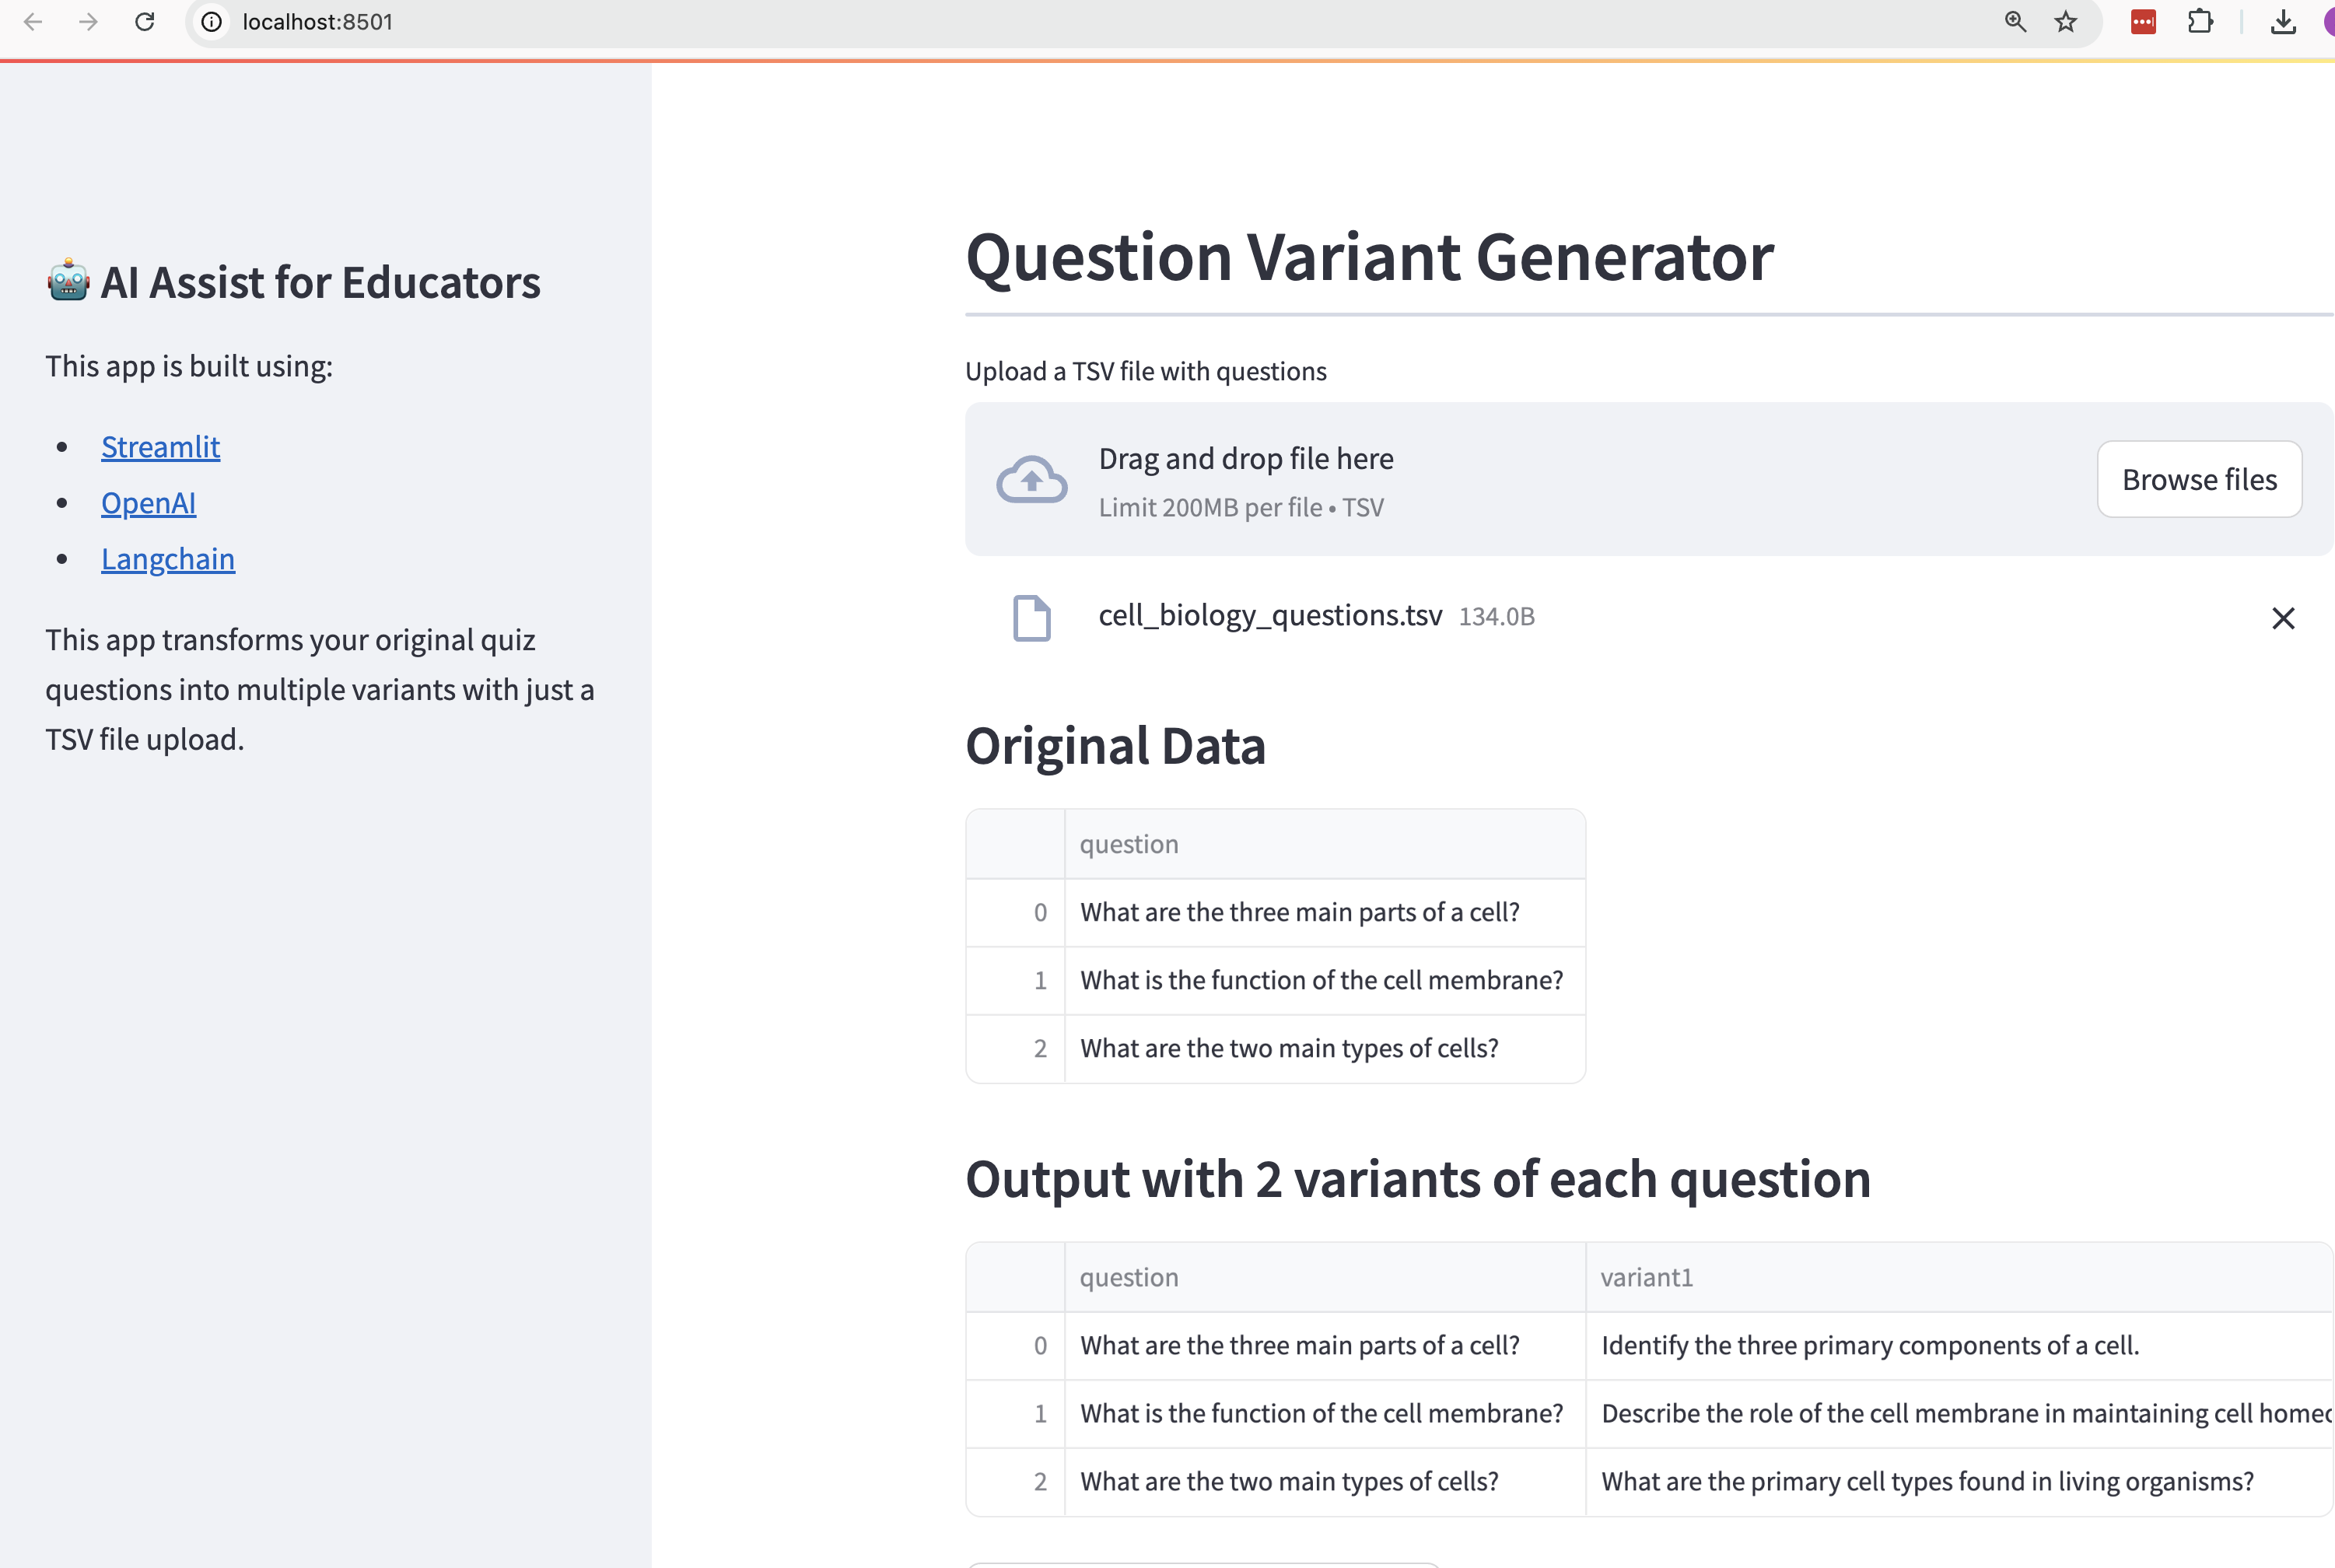 localhost:8501
🤖 AI Assist for Educators
This app is built using:
• Streamlit
• OpenAI
• Langchain
This app transforms your original quiz
questions into multiple variants with just a
TSV file upload.
Question Variant Generator
Upload a TSV file with questions
Drag and drop file here
Limit 200MB per file • TSV
Browse files
cell_biology_questions.tsv 134.0B
Original Data
question
0 What are the three main parts of a cell?
1 What is the function of the cell membrane?
2 What are the two main types of cells?
Output with 2 variants of each question
question variant1
0 What are the three main parts of a cell? Identify the three primary components of a cell.
1 What is the function of the cell membrane? Describe the role of the cell membrane in maintaining cell
2 What are the two main types of cells? What are the primary cell types found in living organisms?